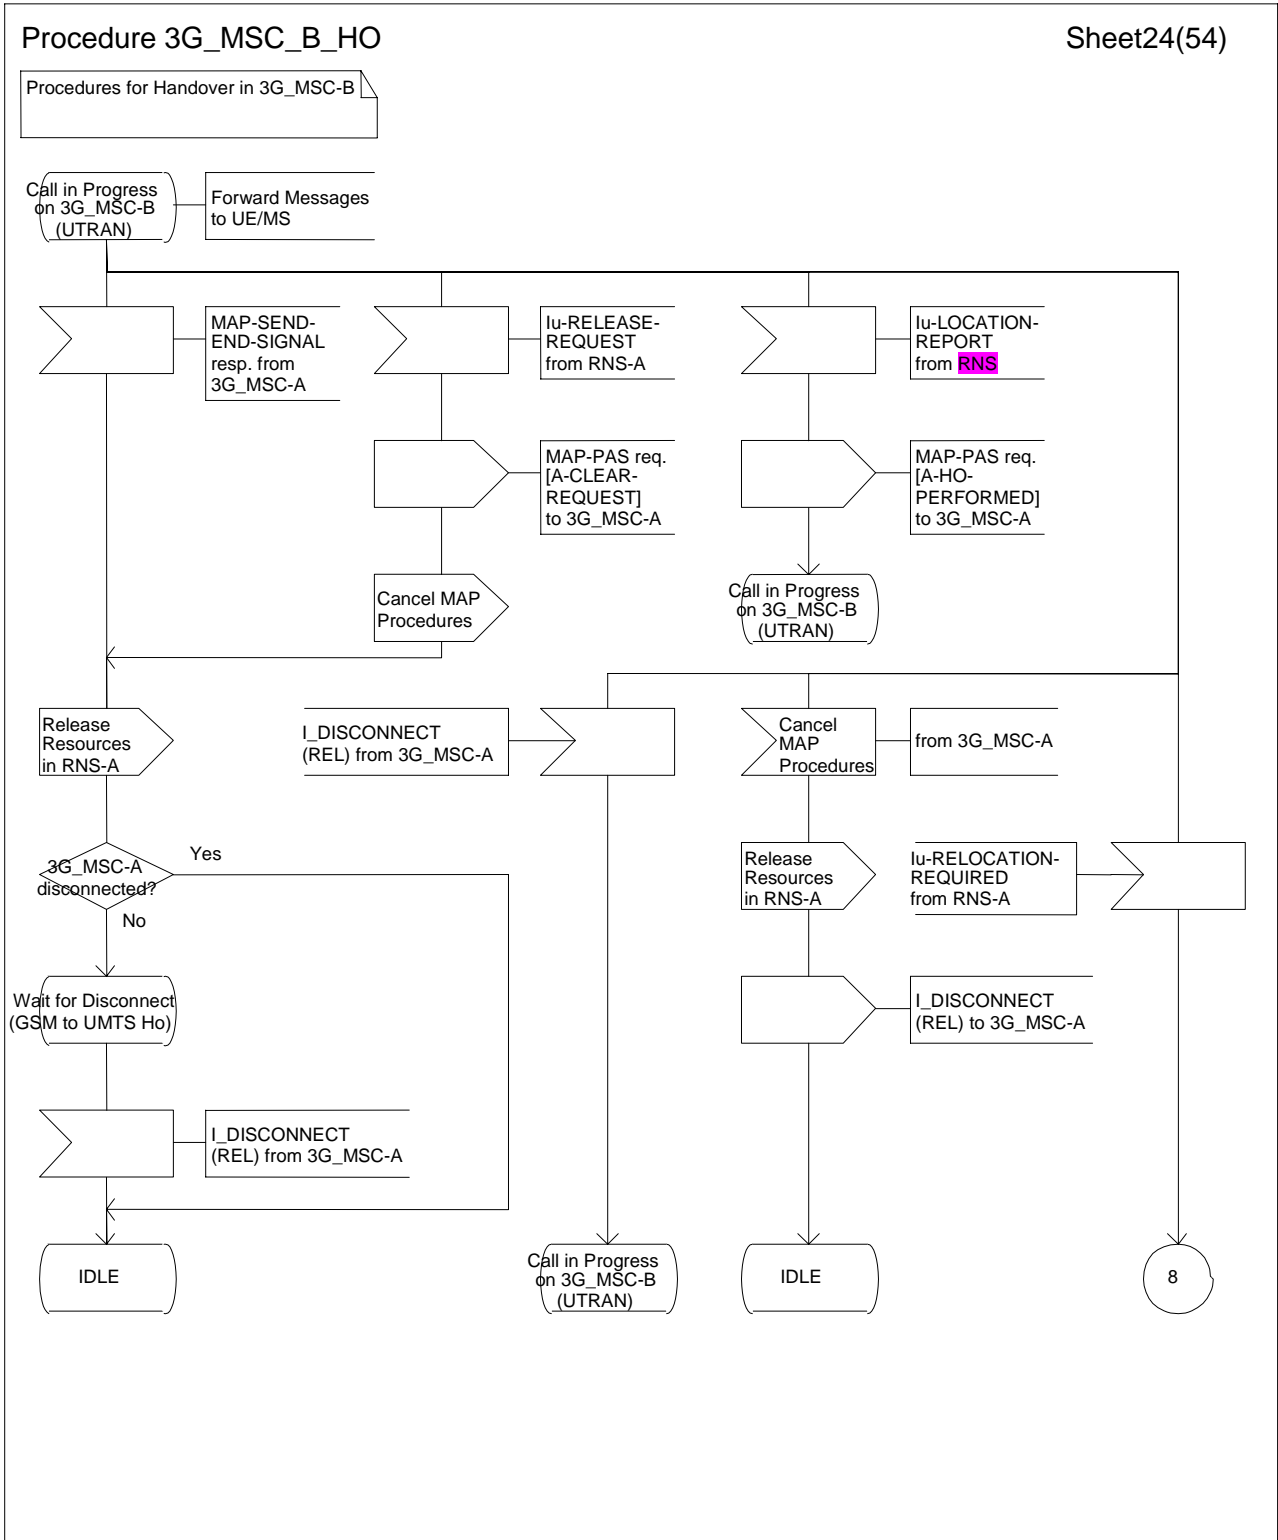 Procedure 3G_MSC_B_HO
Sheet24(54)
Procedures for Handover in 3G_MSC-B
Call in Progress
on 3G_MSC-B
(UTRAN)
Forward Messages
to UE/MS
MAP-SEND-
END-SIGNAL
resp. from
3G_MSC-A
Iu-RELEASE-
REQUEST
from RNS-A
Iu-LOCATION-
REPORT
from RNS
MAP-PAS req.
[A-CLEAR-
REQUEST]
to 3G_MSC-A
MAP-PAS req.
[A-HO-
PERFORMED]
to 3G_MSC-A
Cancel MAP
Procedures
Call in Progress
on 3G_MSC-B
(UTRAN)
Release
Resources
in RNS-A
I_DISCONNECT
(REL) from 3G_MSC-A
Cancel
MAP
Procedures
from 3G_MSC-A
3G_MSC-A
disconnected?
Yes
No
Release
Resources
in RNS-A
Iu-RELOCATION-
REQUIRED
from RNS-A
Wait for Disconnect
(GSM to UMTS Ho)
I_DISCONNECT
(REL) to 3G_MSC-A
I_DISCONNECT
(REL) from 3G_MSC-A
IDLE
Call in Progress
on 3G_MSC-B
(UTRAN)
IDLE
8